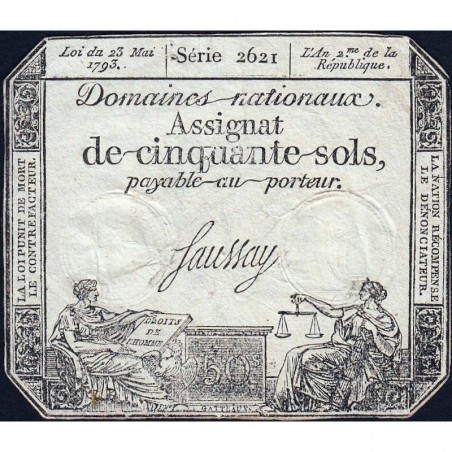 Loi du 23 Mai
1793.
Série 2621
L'An 2me de la
République.
Domaines nationaux.
Assignat
de cinquante sols,
payable au porteur.
LA LOI PUNIT DE MORT
LE CONTREFACTEUR.
LA NATION RÉCOMPENSE
LE DÉNONCIATEUR.
Saussay
DROITS
DE
L'HOMME
50